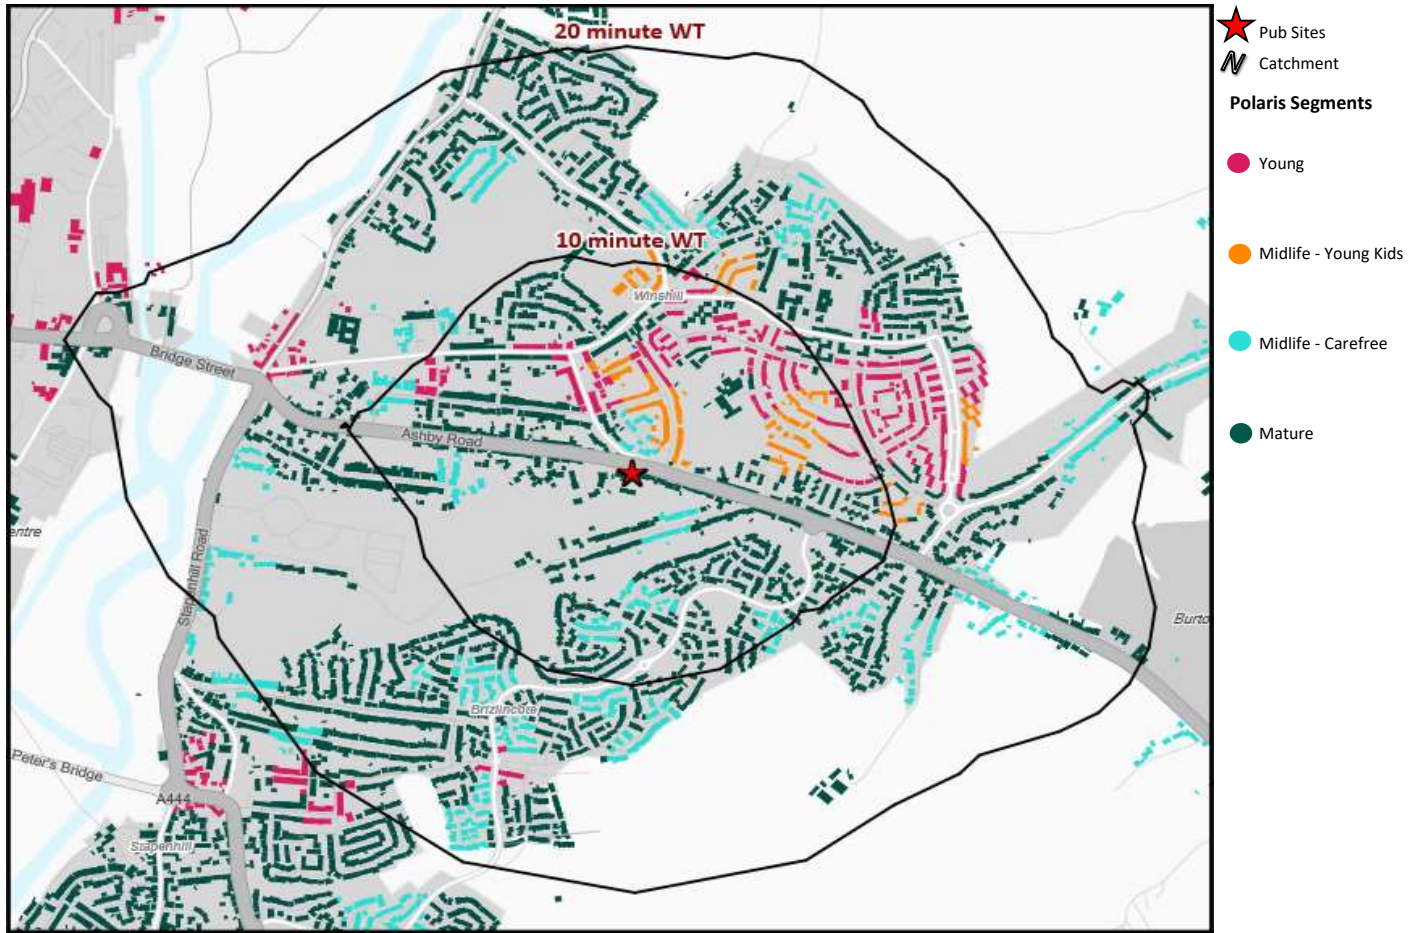 20 minute WT
10 minute WT
Winshill
Bridge Street
Ashby Road
Stapenhill Road
entre
Burto
Brizlincote
Peter's Bridge
A444
Stapenhill
Pub Sites
Catchment
Polaris Segments
Young
Midlife - Young Kids
Midlife - Carefree
Mature